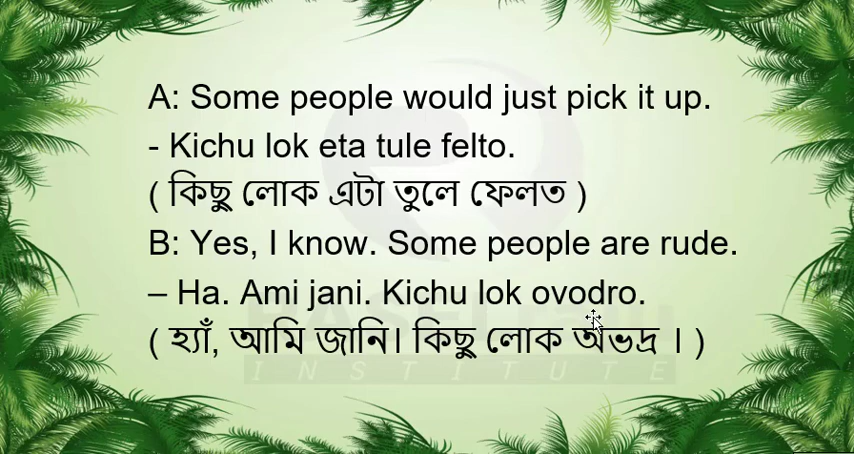 A: Some people would just pick it up.
- Kichu lok eta tule felto.
( কিছু লোক এটা তুলে ফেলত )
B: Yes, I know. Some people are rude.
– Ha. Ami jani. Kichu lok ovodro.
( হ্যাঁ, আমি জানি। কিছু লোক অভদ্র । )
INSTITUTE